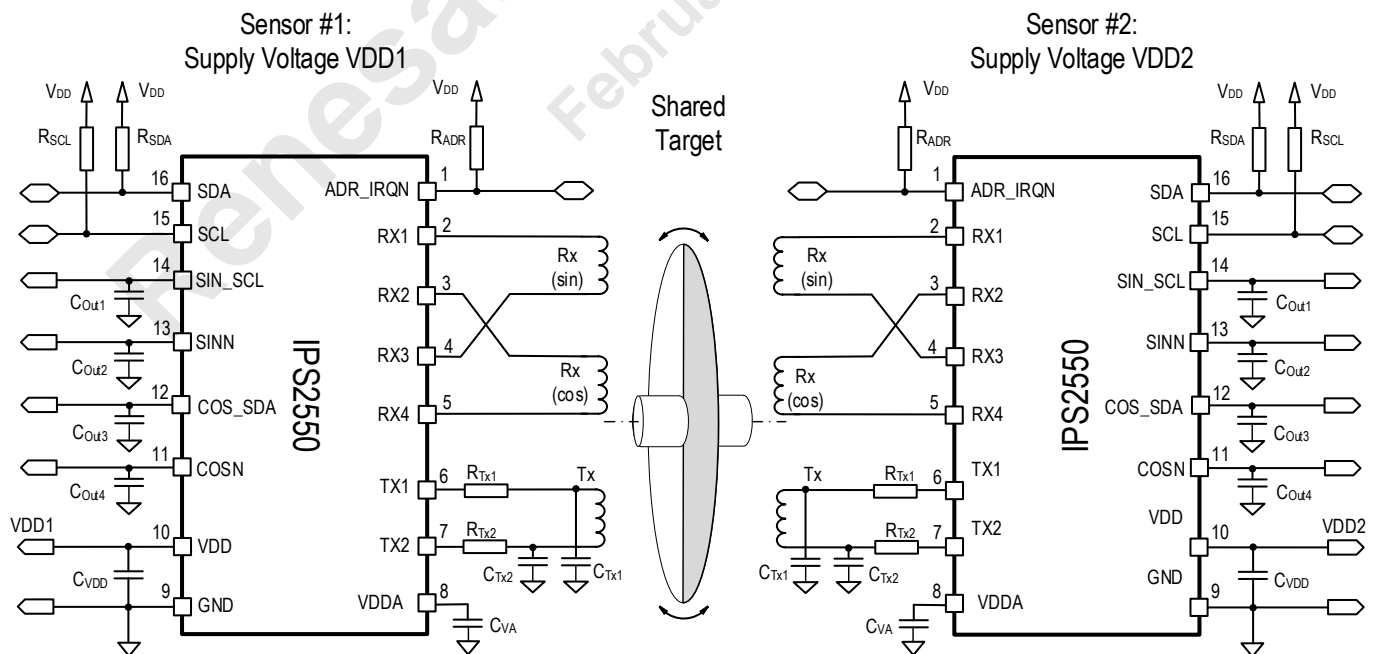 Sensor #1:
Supply Voltage VDD1
Sensor #2:
Supply Voltage VDD2
Shared
Target
VDD
VDD
RSCL
RSDA
VDD
RADR
16
SDA
15
SCL
14
SIN_SCL
COut1
13
SINN
COut2
12
COS_SDA
COut3
11
COSN
COut4
VDD1
10
VDD
CVDD
9
GND
IPS2550
1
ADR_IRQN
2
RX1
Rx
(sin)
3
RX2
4
RX3
Rx
(cos)
5
RX4
6
TX1
RTx1
Tx
7
TX2
RTx2
CTx2
CTx1
8
VDDA
CVA
VDD
RADR
VDD
VDD
RSDA
RSCL
1
ADR_IRQN
2
RX1
Rx
(sin)
3
RX2
4
RX3
Rx
(cos)
5
RX4
Tx
RTx1
6
TX1
RTx2
7
TX2
CTx1
CTx2
8
VDDA
CVA
IPS2550
16
SDA
15
SCL
14
SIN_SCL
COut1
13
SINN
COut2
12
COS_SDA
COut3
11
COSN
COut4
VDD
10
VDD2
CVDD
GND
9
Renesas